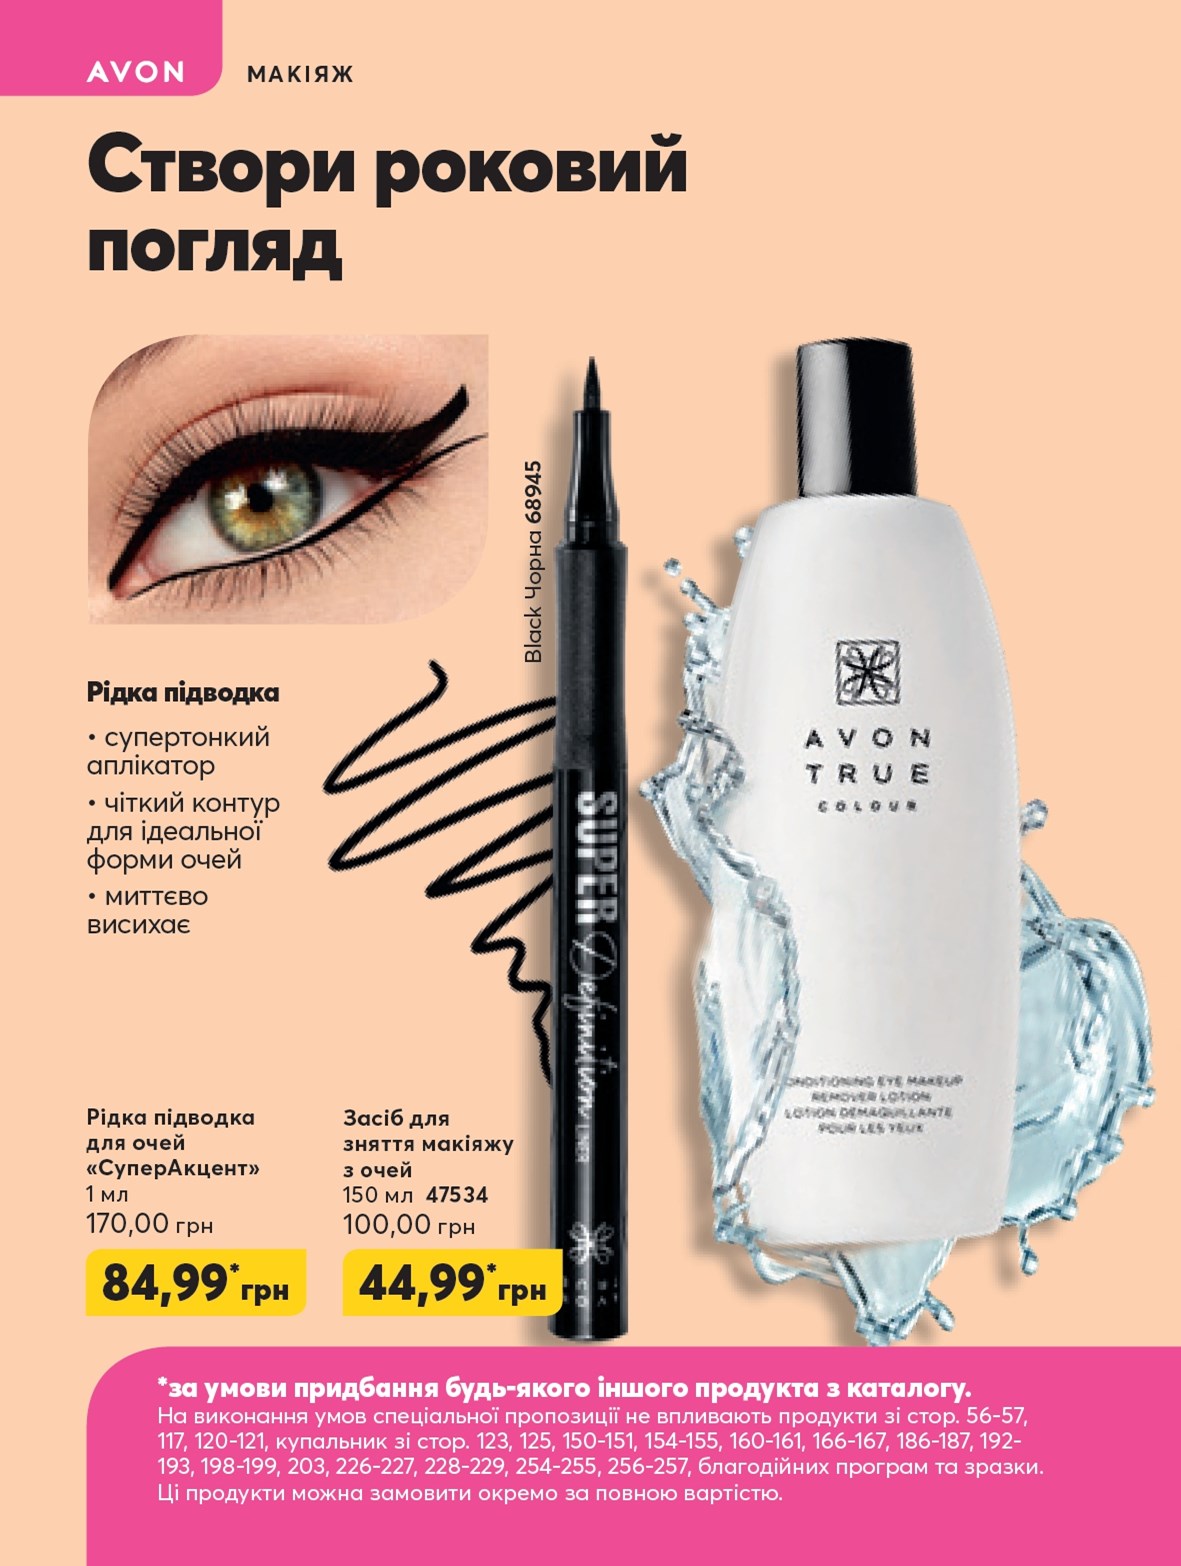 AVON
МАКІЯЖ
Створи роковий
погляд
Black Чорна 68945
Рідка підводка
• супертонкий
аплікатор
• чіткий контур
для ідеальної
форми очей
• миттєво
висихає
SUPER Definition LINER
AVON
TRUE
COLOUR
CONDITIONING EYE MAKEUP
REMOVER LOTION
LOTION DÉMAQUILLANTE
POUR LES YEUX
Рідка підводка
для очей
«СуперАкцент»
1 мл
170,00 грн
84,99* грн
Засіб для
зняття макіяжу
з очей
150 мл 47534
100,00 грн
44,99* грн
*за умови придбання будь-якого іншого продукта з каталогу.
На виконання умов спеціальної пропозиції не впливають продукти зі стор. 56-57,
117, 120-121, купальник зі стор. 123, 125, 150-151, 154-155, 160-161, 166-167, 186-187, 192-
193, 198-199, 203, 226-227, 228-229, 254-255, 256-257, благодійних програм та зразки.
Ці продукти можна замовити окремо за повною вартістю.